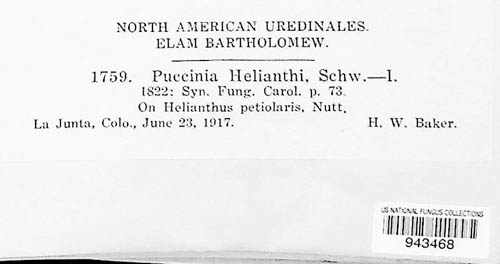 NORTH AMERICAN UREDINALES.
ELAM BARTHOLOMEW.
1759. Puccinia Helianthi, Schw.—I.
1822: Syn. Fung. Carol. p. 73.
On Helianthus petiolaris, Nutt.
La Junta, Colo., June 23, 1917. H. W. Baker.
US NATIONAL FUNGUS COLLECTIONS
943468